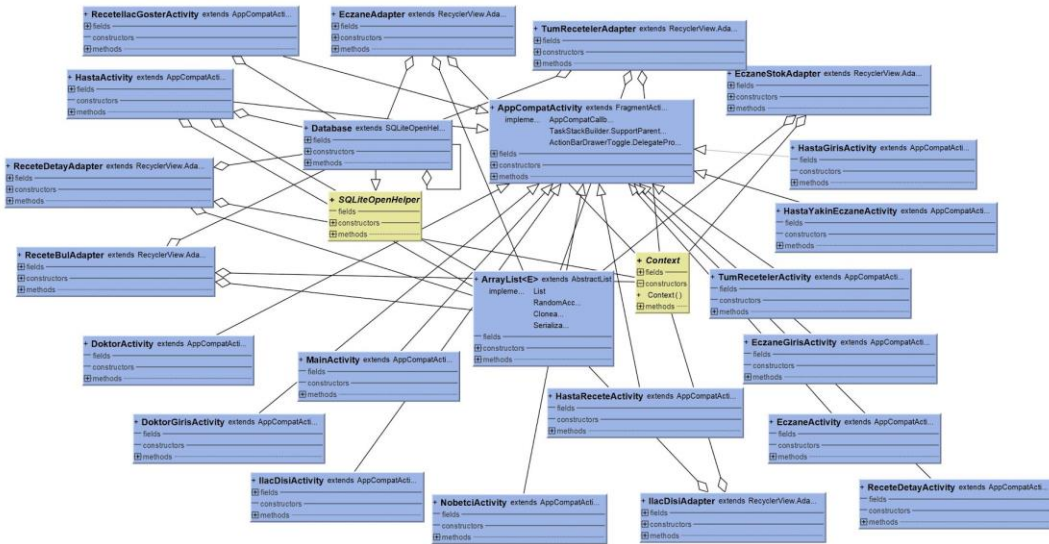 + ReceteIlacGosterActivity extends AppCompatActi...
fields
constructors
methods
+ EczaneAdapter extends RecyclerView.Ada...
fields
constructors
methods
+ TumRecetelerAdapter extends RecyclerView.Ada...
fields
constructors
methods
+ HastaActivity extends AppCompatActi...
fields
constructors
methods
+ EczaneStokAdapter extends RecyclerView.Ada...
fields
constructors
methods
+ AppCompatActivity extends FragmentActi...
impleme... AppCompatCallb...
TaskStackBuilder.SupportParent...
ActionBarDrawerToggle.DelegatePro...
fields
constructors
methods
+ Database extends SQLiteOpenHel...
fields
constructors
methods
+ HastaGirisActivity extends AppCompatActi...
fields
constructors
methods
+ ReceteDetayAdapter extends RecyclerView.Ada...
fields
constructors
methods
+ SQLiteOpenHelper
fields
constructors
methods
+ HastaYakinEczaneActivity extends AppCompatActi...
fields
constructors
methods
+ ReceteBulAdapter extends RecyclerView.Ada...
fields
constructors
methods
+ Context
fields
constructors
+ Context( )
methods
+ ArrayList<E> extends AbstractList
impleme... List
RandomAcc...
Clonea...
Serializa...
fields
constructors
methods
+ TumRecetelerActivity extends AppCompatActi...
fields
constructors
methods
+ DoktorActivity extends AppCompatActi...
fields
constructors
methods
+ EczaneGirisActivity extends AppCompatActi...
fields
constructors
methods
+ MainActivity extends AppCompatActi...
fields
constructors
methods
+ HastaReceteActivity extends AppCompatActi...
fields
constructors
methods
+ DoktorGirisActivity extends AppCompatActi...
fields
constructors
methods
+ EczaneActivity extends AppCompatActi...
fields
constructors
methods
+ IlacDisiActivity extends AppCompatActi...
fields
constructors
methods
+ NobetciActivity extends AppCompatActi...
fields
constructors
methods
+ IlacDisiAdapter extends RecyclerView.Ada...
fields
constructors
methods
+ ReceteDetayActivity extends AppCompatActi...
fields
constructors
methods